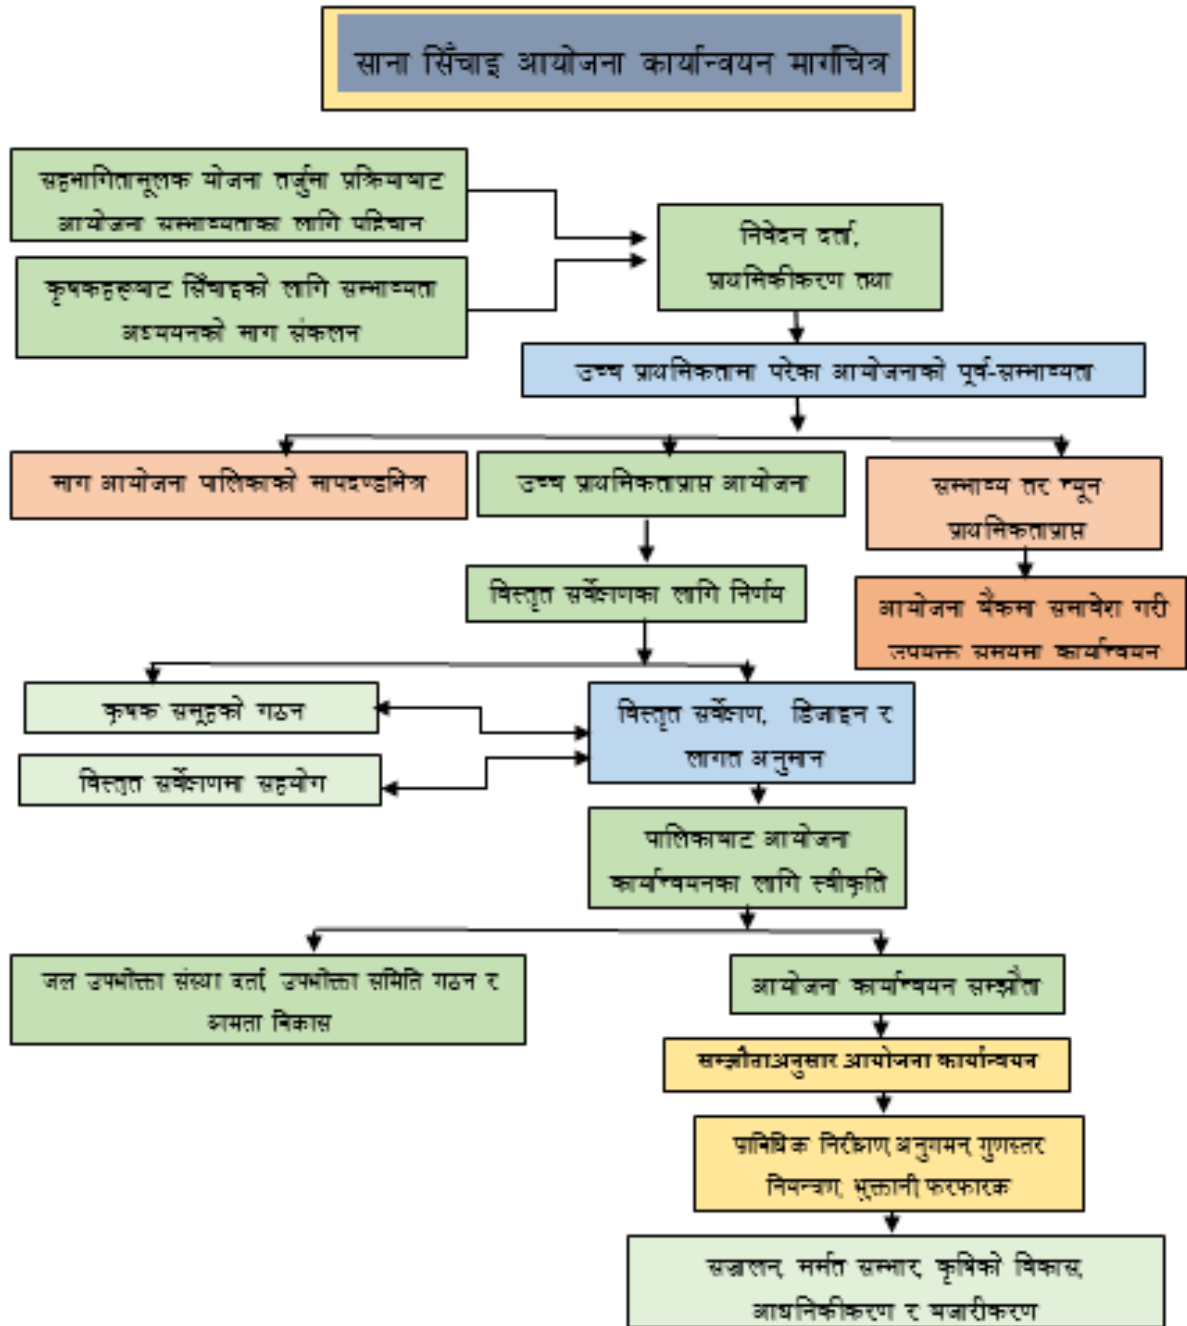 साना सिँचाइ आयोजना कार्यान्वयन मार्गचित्र
सहभागितामूलक योजना तर्जुमा प्रक्रियाबाट
आयोजना सम्भाव्यताका लागि पहिचान
कृषकहरूबाट सिँचाइको लागि सम्भाव्यता
अध्ययनको माग संकलन
निवेदन दर्ता,
प्राथमिकीकरण तथा
उच्च प्राथमिकतामा परेका आयोजनाको पूर्व-सम्भाव्यता
माग आयोजना पालिकाको मापदण्डभित्र
उच्च प्राथमिकताप्राप्त आयोजना
सम्भाव्य तर न्यून
प्राथमिकताप्राप्त
विस्तृत सर्वेक्षणका लागि निर्णय
आयोजना बैंकमा समावेश गरी
उपयुक्त समयमा कार्यान्वयन
कृषक समूहको गठन
विस्तृत सर्वेक्षण, डिजाइन र
लागत अनुमान
विस्तृत सर्वेक्षणमा सहयोग
पालिकाबाट आयोजना
कार्यान्वयनका लागि स्वीकृति
जल उपभोक्ता संस्था दर्ता, उपभोक्ता समिति गठन र
क्षमता विकास
आयोजना कार्यान्वयन सम्झौता
सम्झौताअनुसार आयोजना कार्यान्वयन
प्राविधिक निरीक्षण, अनुगमन, गुणस्तर
नियन्त्रण, भुक्तानी, फरफारक
सञ्चालन, मर्मत सम्भार, कृषिको विकास,
आधुनिकीकरण र बजारीकरण